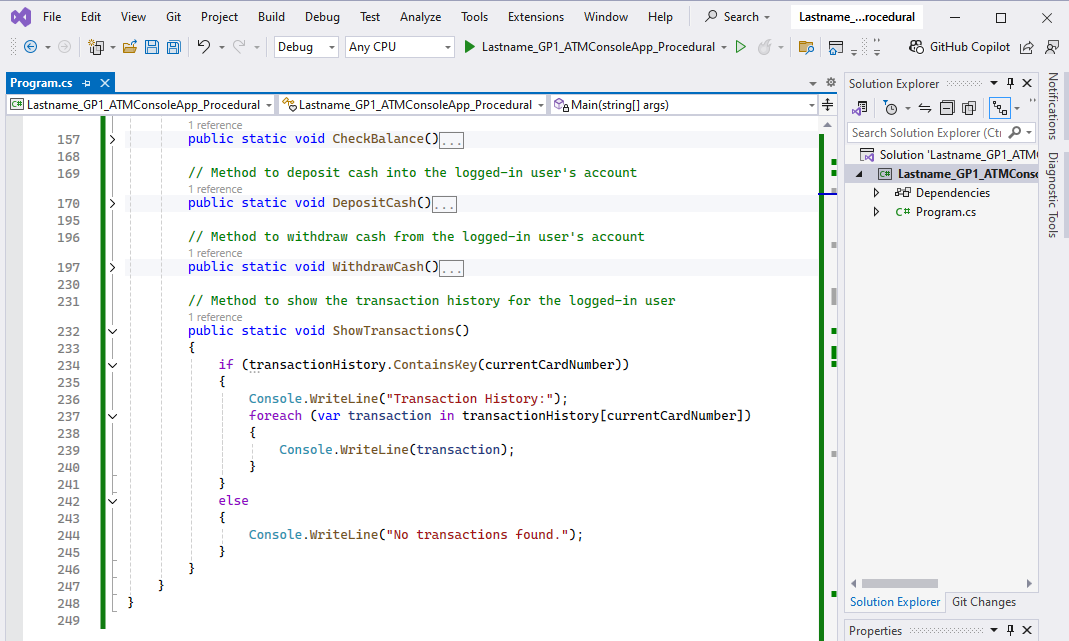 File Edit View Git Project Build Debug Test Analyze Tools Extensions Window Help Search Lastname_...rocedural
Debug Any CPU Lastname_GP1_ATMConsoleApp_Procedural GitHub Copilot
Program.cs
C# Lastname_GP1_ATMConsoleApp_Procedural Lastname_GP1_ATMConsoleApp_Procedural Main(string[] args)
1 reference
157 public static void CheckBalance()...
168
169 // Method to deposit cash into the logged-in user's account
1 reference
170 public static void DepositCash()...
195
196 // Method to withdraw cash from the logged-in user's account
1 reference
197 public static void WithdrawCash()...
230
231 // Method to show the transaction history for the logged-in user
1 reference
232 public static void ShowTransactions()
233 {
234 if (transactionHistory.ContainsKey(currentCardNumber))
235 {
236 Console.WriteLine("Transaction History:");
237 foreach (var transaction in transactionHistory[currentCardNumber])
238 {
239 Console.WriteLine(transaction);
240 }
241 }
242 else
243 {
244 Console.WriteLine("No transactions found.");
245 }
246 }
247 }
248 }
249
Solution Explorer
Search Solution Explorer (Ctr
Solution 'Lastname_GP1_ATM
C# Lastname_GP1_ATMConso
Dependencies
C# Program.cs
Solution Explorer Git Changes
Properties
Notifications
Diagnostic Tools